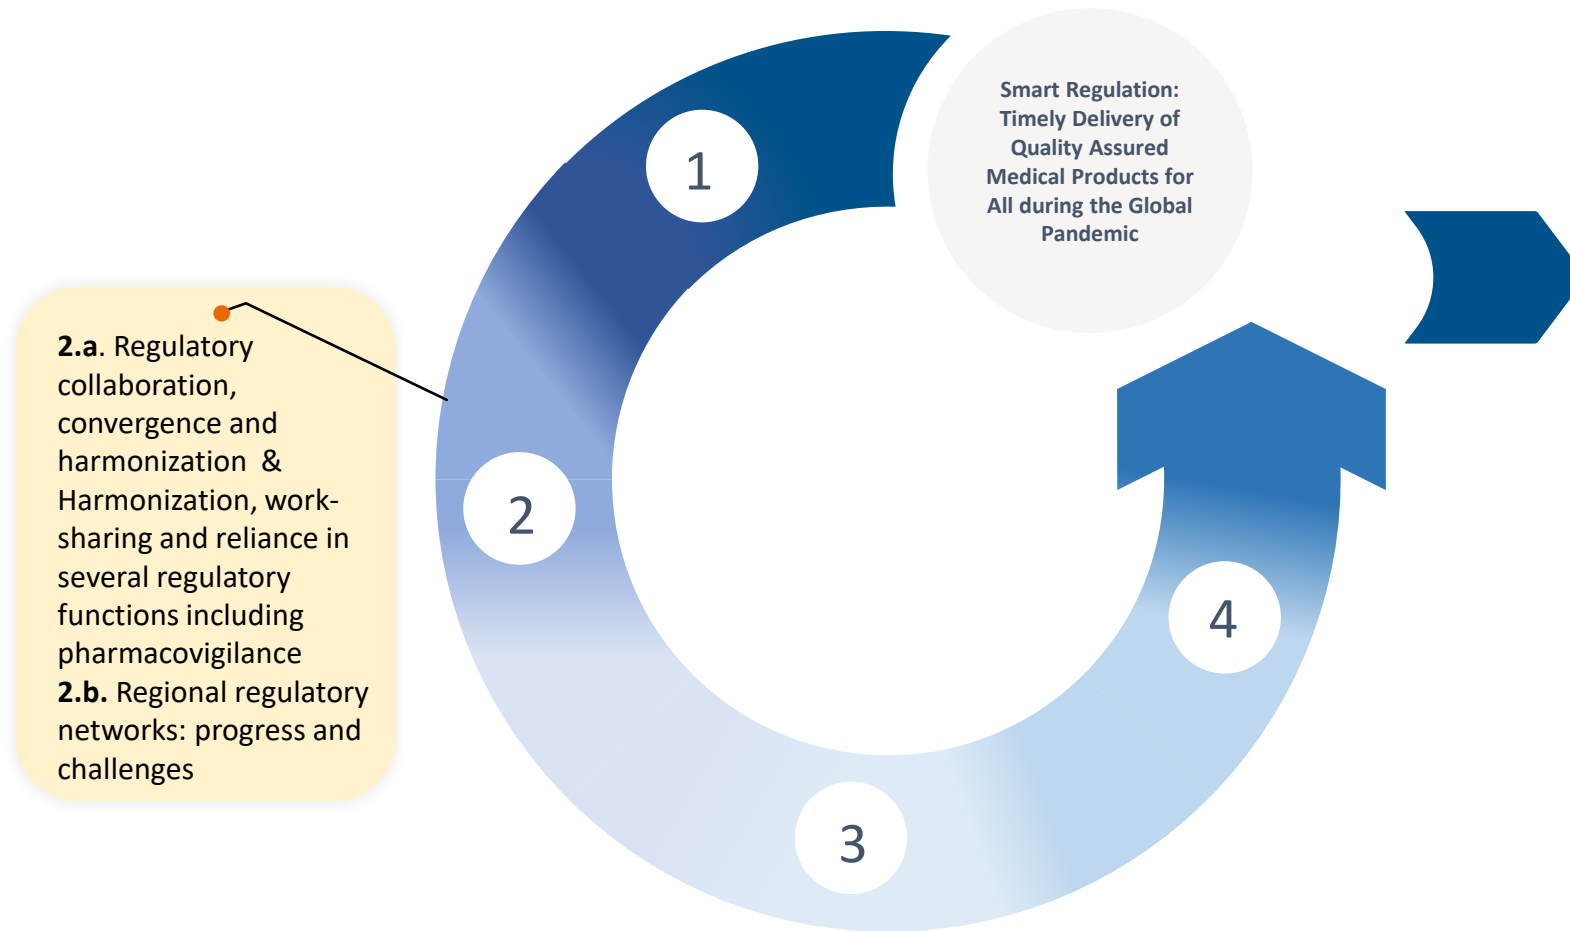 Smart Regulation:
Timely Delivery of
Quality Assured
Medical Products for
All during the Global
Pandemic
1
2.a. Regulatory
collaboration,
convergence and
harmonization  &
Harmonization, work-
sharing and reliance in
several regulatory
functions including
pharmacovigilance
2.b. Regional regulatory
networks: progress and
challenges
2
3
4